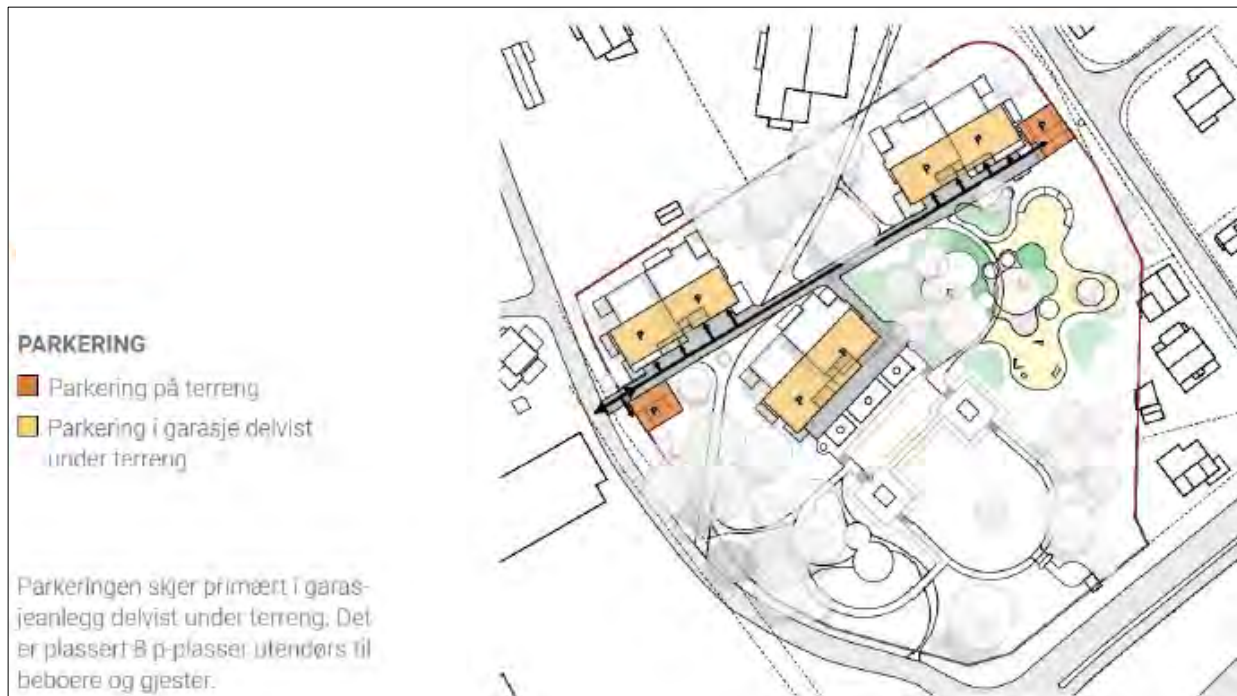 PARKERING
Parkering på terreng
Parkering i garasje delvist
under terreng
Parkeringen skjer primært i garas-
jeanlegg delvist under terreng. Det
er plassert 8 p-plasser utendørs til
beboere og gjester.
P
P
P
P
P
P
P
P